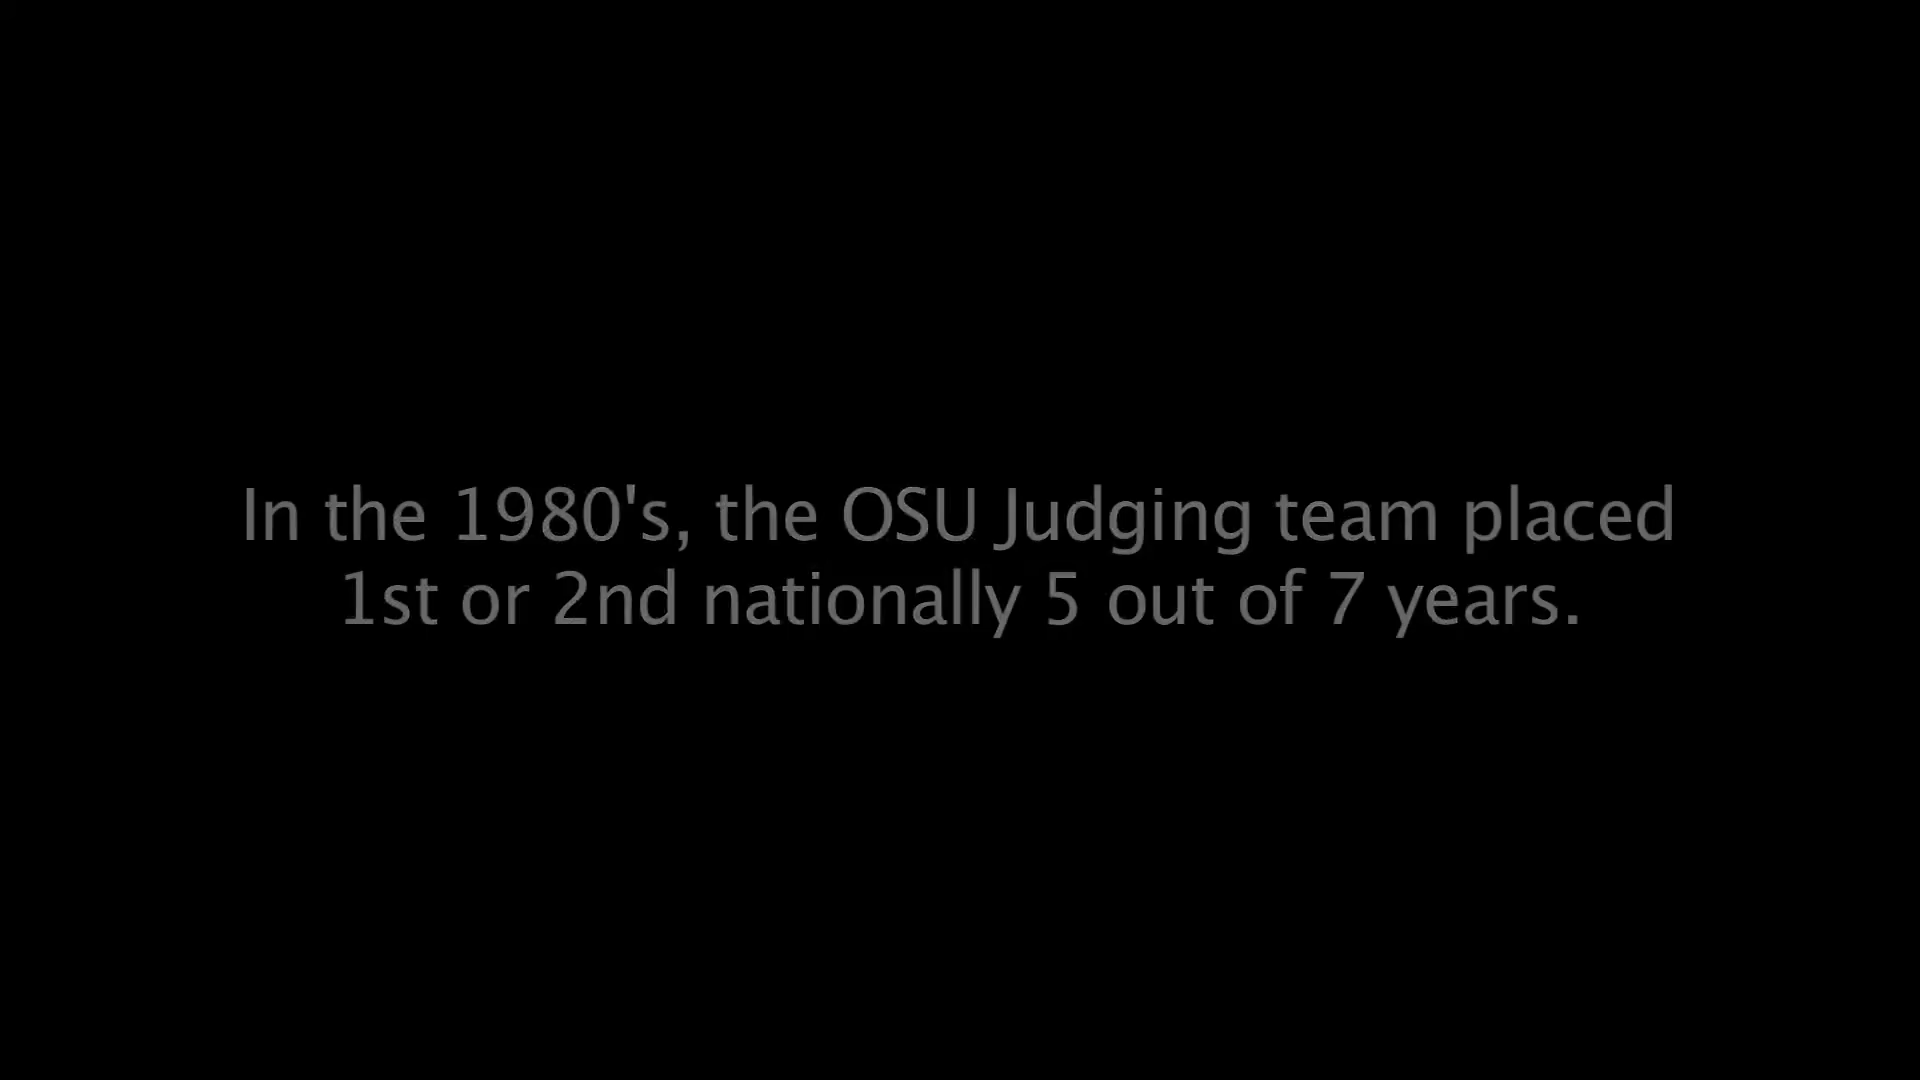 In the 1980's, the OSU Judging team placed
1st or 2nd nationally 5 out of 7 years.